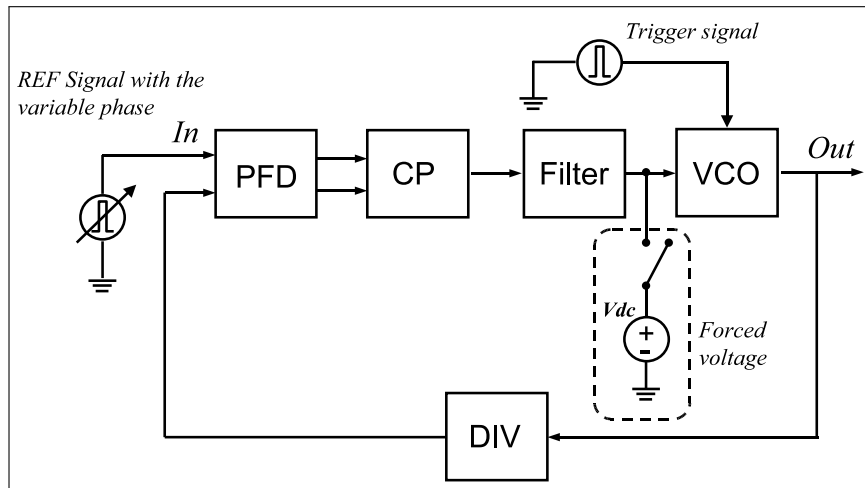 Trigger signal
REF Signal with the
variable phase
In
PFD
CP
Filter
VCO
Out
Vdc
+
-
Forced
voltage
DIV